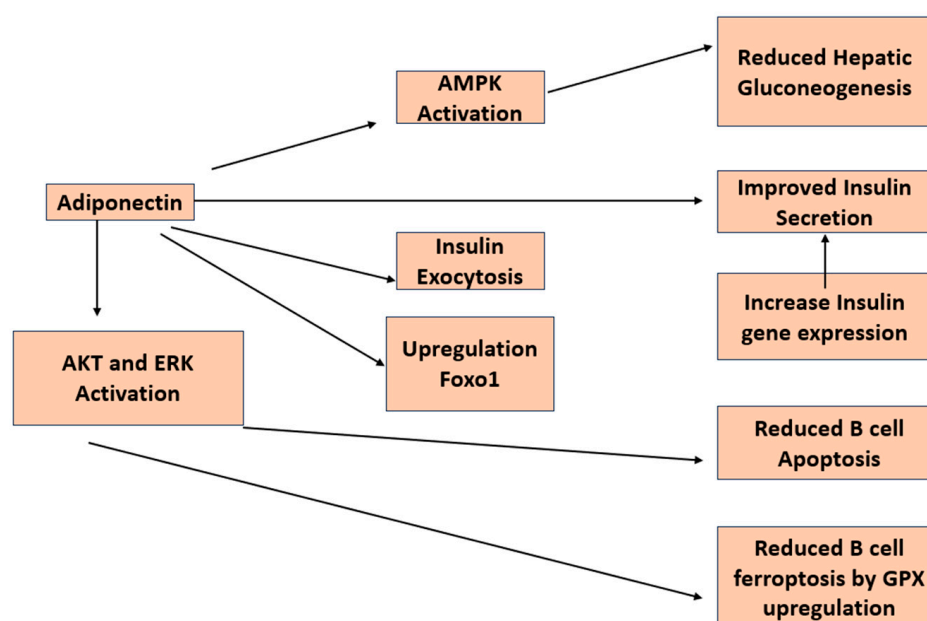 AMPK
Activation
Reduced Hepatic
Gluconeogenesis
Adiponectin
Improved Insulin
Secretion
Insulin
Exocytosis
Increase Insulin
gene expression
AKT and ERK
Activation
Upregulation
Foxo1
Reduced B cell
Apoptosis
Reduced B cell
ferroptosis by GPX
upregulation